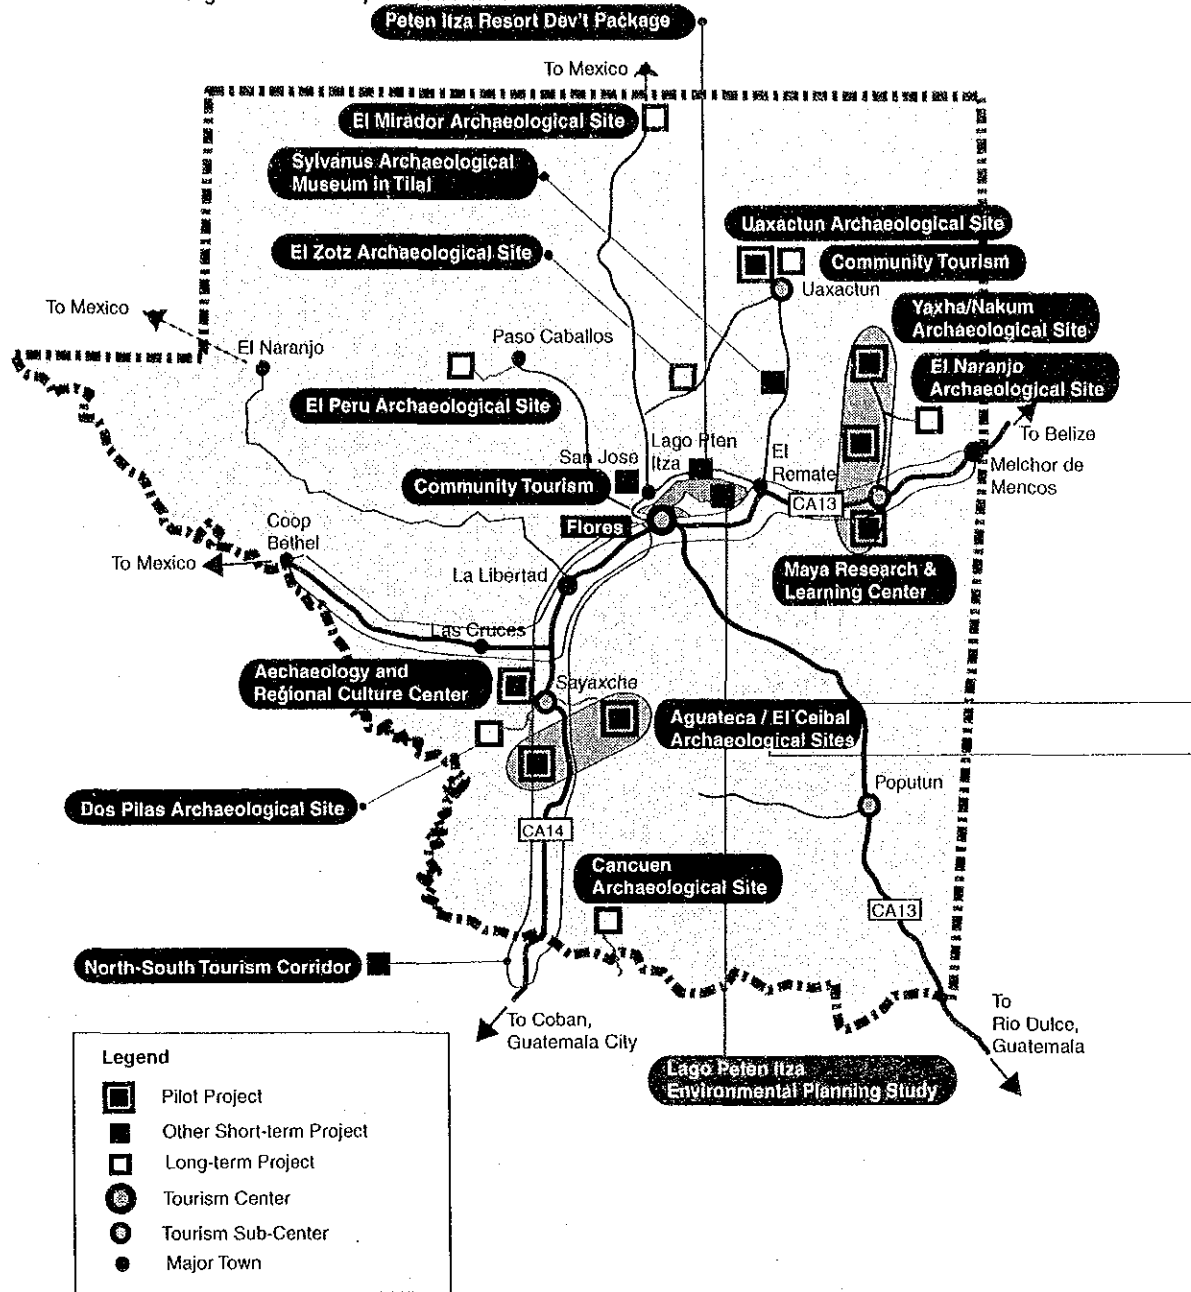 Peten Itza Resort Dev't Package
To Mexico
El Mirador Archaeological Site
Sylvanus Archaeological
Museum in Tilal
Uaxactun Archaeological Site
El Zotz Archaeological Site
Community Tourism
Uaxactun
To Mexico
Yaxha/Nakum
Archaeological Site
El Naranjo
Paso Caballos
El Naranjo
Archaeological Site
El Peru Archaeological Site
To Belize
Lago Pten
Itza
San Jose
El
Remate
Melchor de
Mencos
Community Tourism
CA13
Flores
Coop
Bethel
To Mexico
La Libertad
Maya Research &
Learning Center
Las Cruces
Aechaeology and
Regional Culture Center
Sayaxche
Aguateca / El Ceibal
Archaeological Sites
Poputun
Dos Pilas Archaeological Site
CA14
Cancuen
Archaeological Site
CA13
North-South Tourism Corridor
To Coban,
Guatemala City
To
Rio Dulce,
Guatemala
Lago Peten Itza
Environmental Planning Study
Legend
Pilot Project
Other Short-term Project
Long-term Project
Tourism Center
Tourism Sub-Center
Major Town